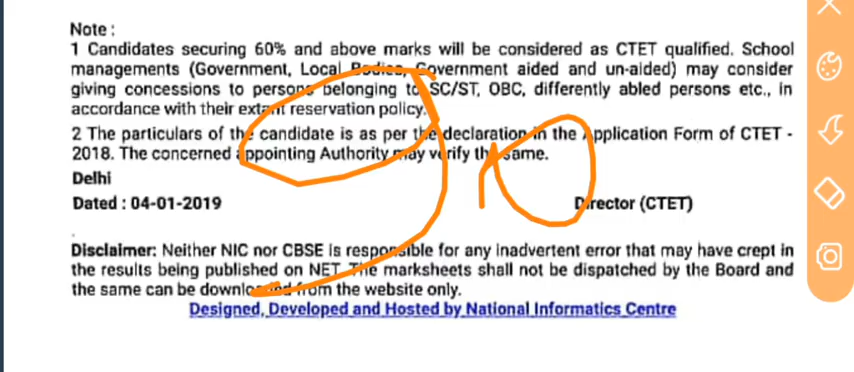 Note :
1 Candidates securing 60% and above marks will be considered as CTET qualified. School
managements (Government, Local Bodies, Government aided and un-aided) may consider
giving concessions to persons belonging to SC/ST, OBC, differently abled persons etc., in
accordance with their extant reservation policy.
2 The particulars of the candidate is as per the declaration in the Application Form of CTET -
2018. The concerned appointing Authority may verify the same.
Delhi
Dated : 04-01-2019 Director (CTET)
Disclaimer: Neither NIC nor CBSE is responsible for any inadvertent error that may have crept in
the results being published on NET. The marksheets shall not be dispatched by the Board and
the same can be downloaded from the website only.
Designed, Developed and Hosted by National Informatics Centre